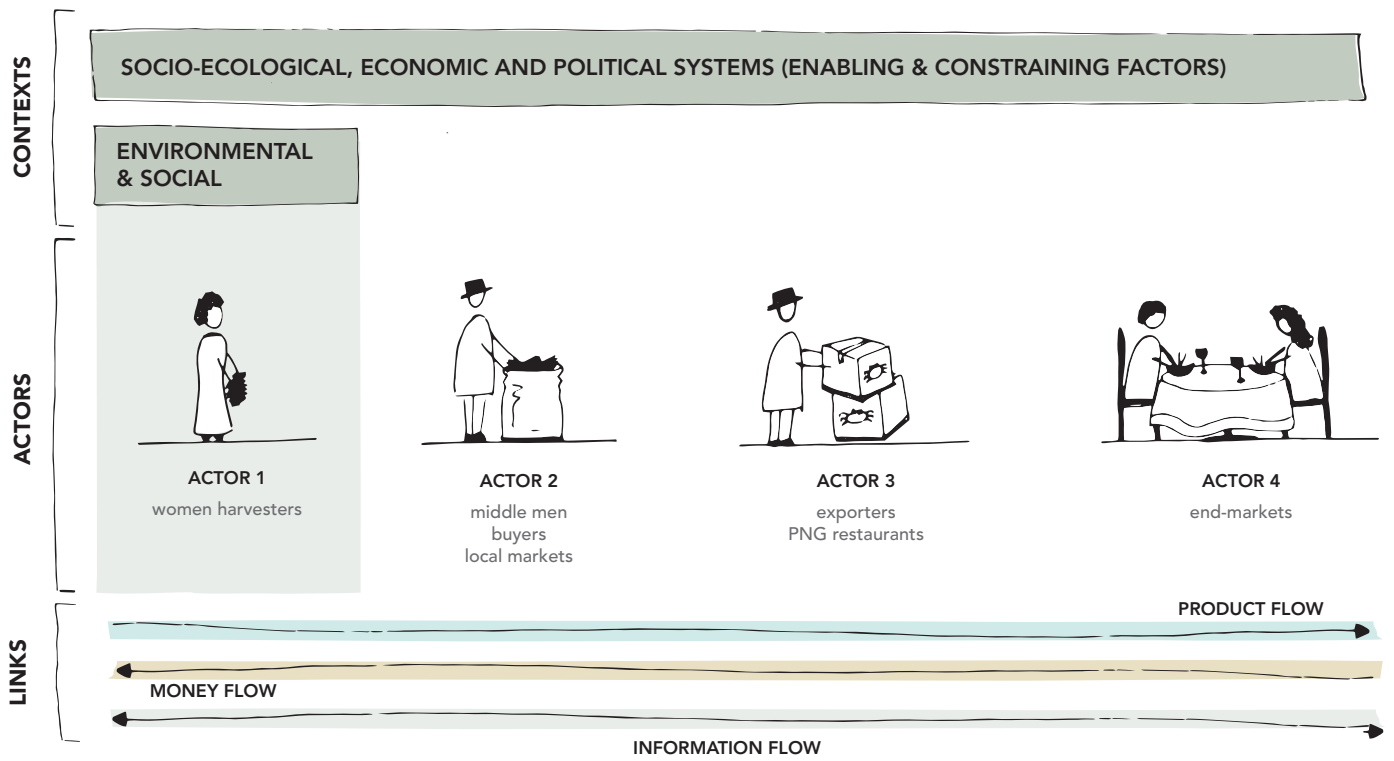 CONTEXTS
SOCIO-ECOLOGICAL, ECONOMIC AND POLITICAL SYSTEMS (ENABLING & CONSTRAINING FACTORS)
ENVIRONMENTAL
& SOCIAL
ACTORS
ACTOR 1
women harvesters
ACTOR 2
middle men
buyers
local markets
ACTOR 3
exporters
PNG restaurants
ACTOR 4
end-markets
LINKS
PRODUCT FLOW
MONEY FLOW
INFORMATION FLOW